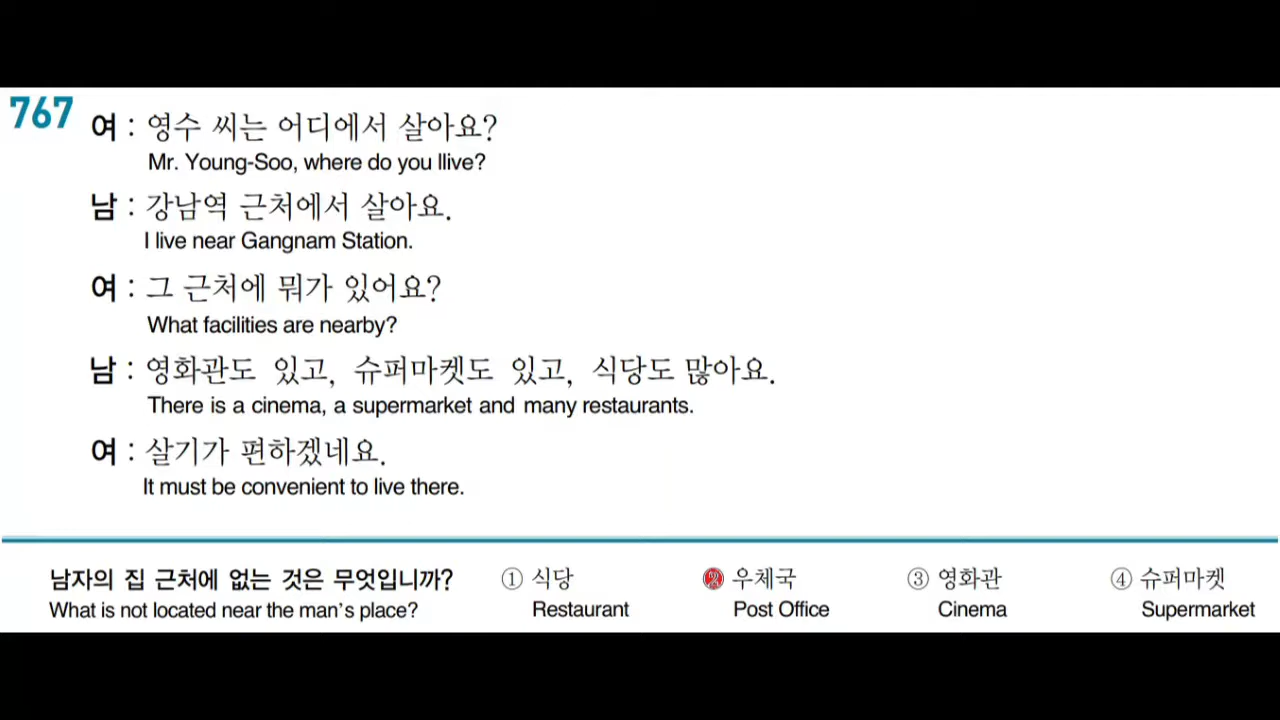 767
여 : 영수 씨는 어디에서 살아요?
Mr. Young-Soo, where do you llive?
남 : 강남역 근처에서 살아요.
I live near Gangnam Station.
여 : 그 근처에 뭐가 있어요?
What facilities are nearby?
남 : 영화관도 있고, 슈퍼마켓도 있고, 식당도 많아요.
There is a cinema, a supermarket and many restaurants.
여 : 살기가 편하겠네요.
It must be convenient to live there.
남자의 집 근처에 없는 것은 무엇입니까? ① 식당 ② 우체국 ③ 영화관 ④ 슈퍼마켓
What is not located near the man's place? Restaurant Post Office Cinema Supermarket